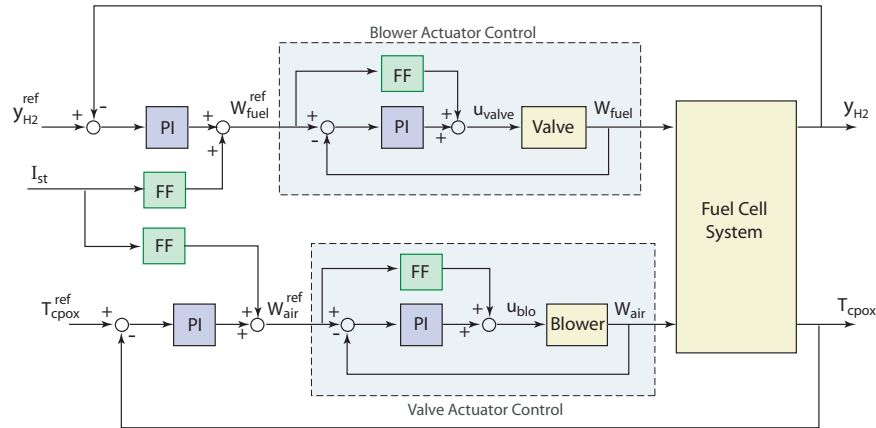 Blower Actuator Control
FF
y_H2^ref
+
-
PI
+
+
W_fuel^ref
+
-
PI
+
+
u_valve
Valve
W_fuel
y_H2
I_st
FF
FF
Fuel Cell
System
FF
T_cpox^ref
+
-
PI
+
+
W_air^ref
+
-
PI
+
+
u_blo
Blower
W_air
T_cpox
Valve Actuator Control